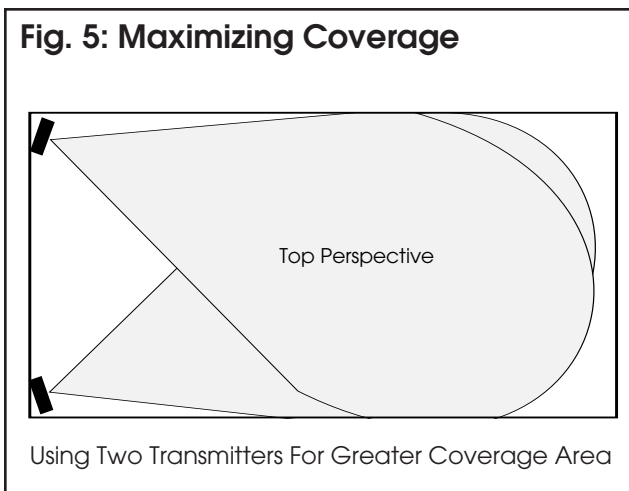 Fig. 5: Maximizing Coverage
Top Perspective
Using Two Transmitters For Greater Coverage Area